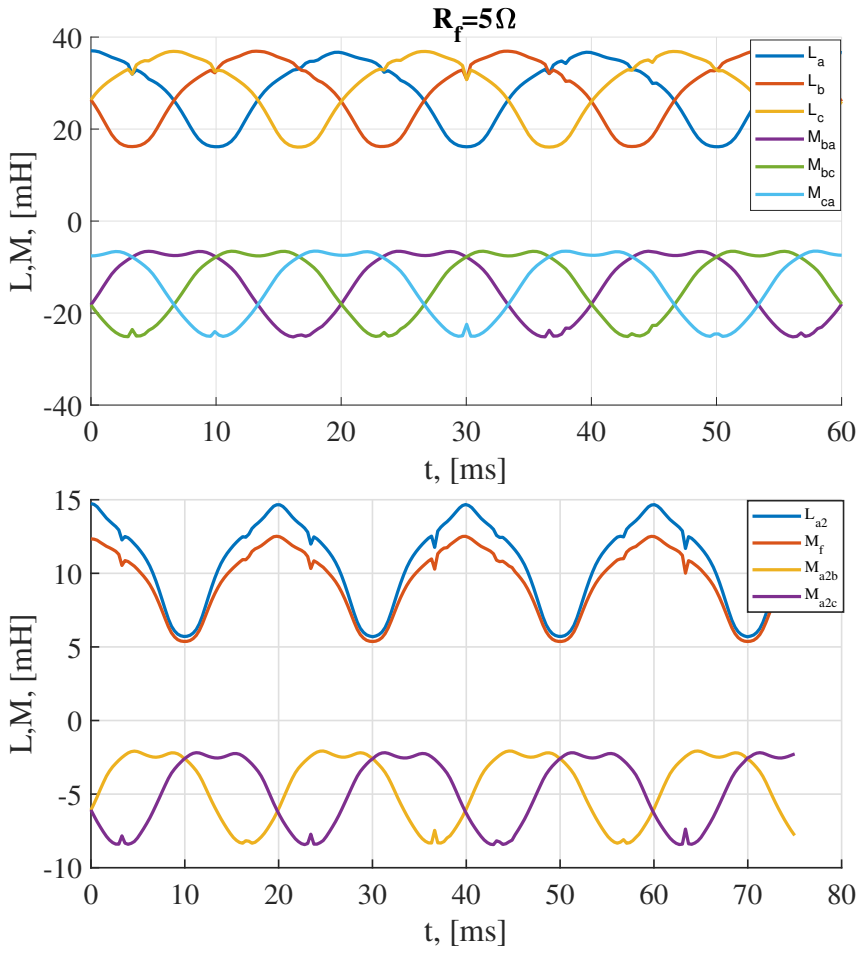 R_f=5Ω
40
20
0
-20
-40
L,M, [mH]
0 10 20 30 40 50 60
t, [ms]
L_a
L_b
L_c
M_ba
M_bc
M_ca
15
10
5
0
-5
-10
L,M, [mH]
0 10 20 30 40 50 60 70 80
t, [ms]
L_a2
M_f
M_a2b
M_a2c